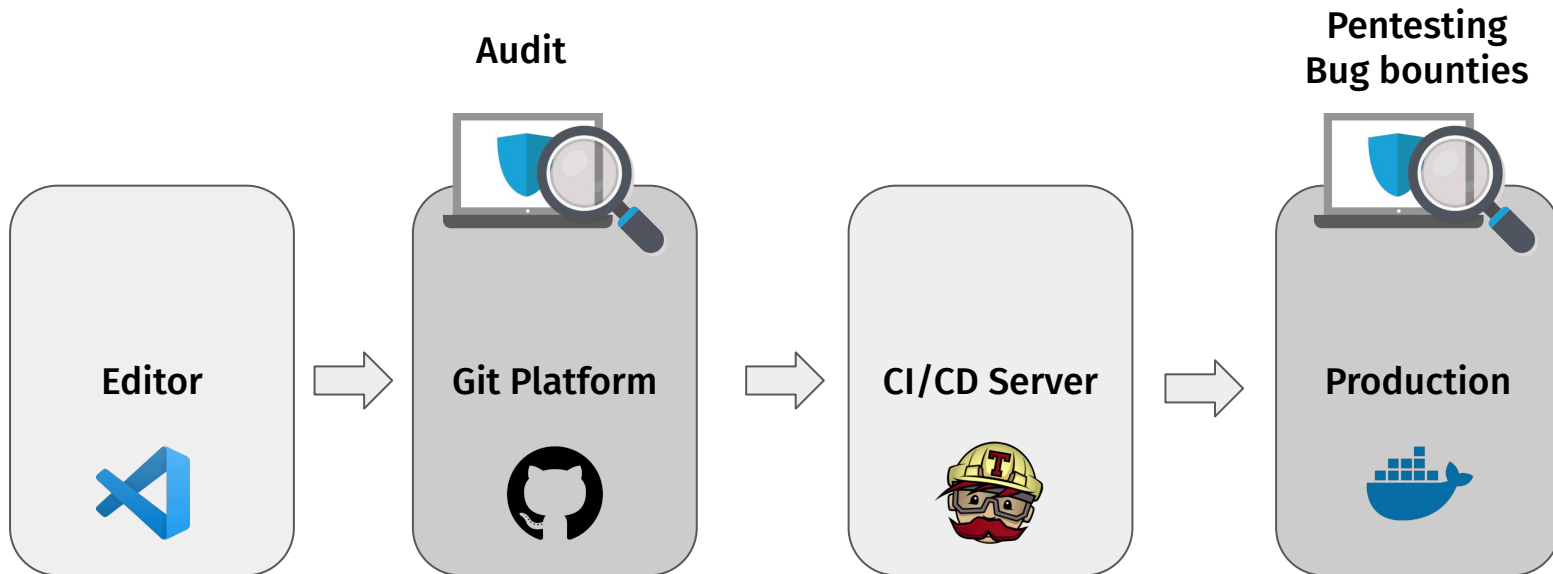 Audit
Pentesting
Bug bounties
Editor
Git Platform
CI/CD Server
Production
T